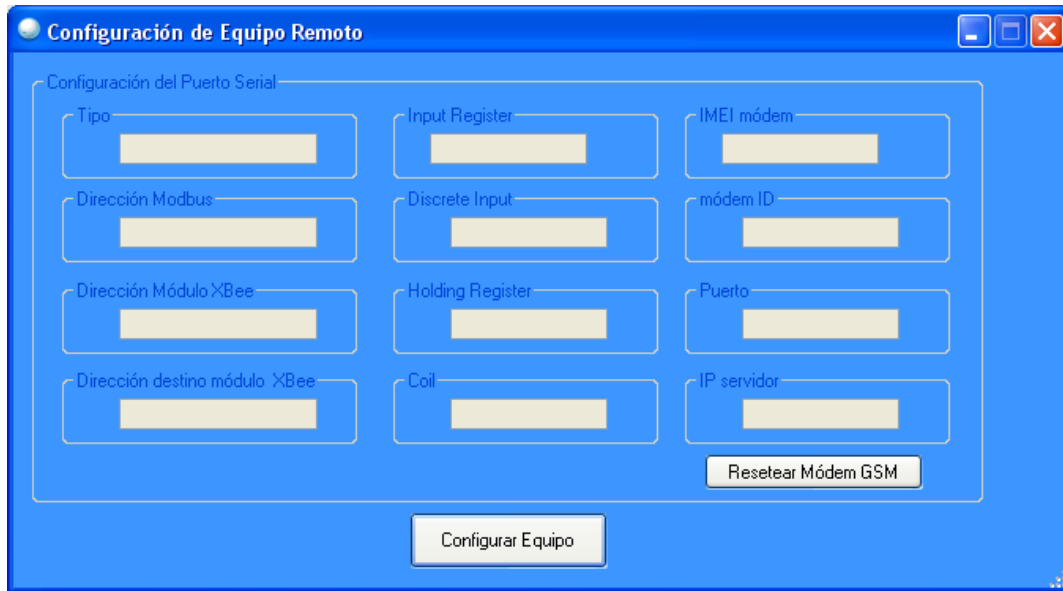 Configuración de Equipo Remoto
Configuración del Puerto Serial
Tipo
Input Register
IMEI módem
Dirección Modbus
Discrete Input
módem ID
Dirección Módulo XBee
Holding Register
Puerto
Dirección destino módulo XBee
Coil
IP servidor
Resetear Módem GSM
Configurar Equipo